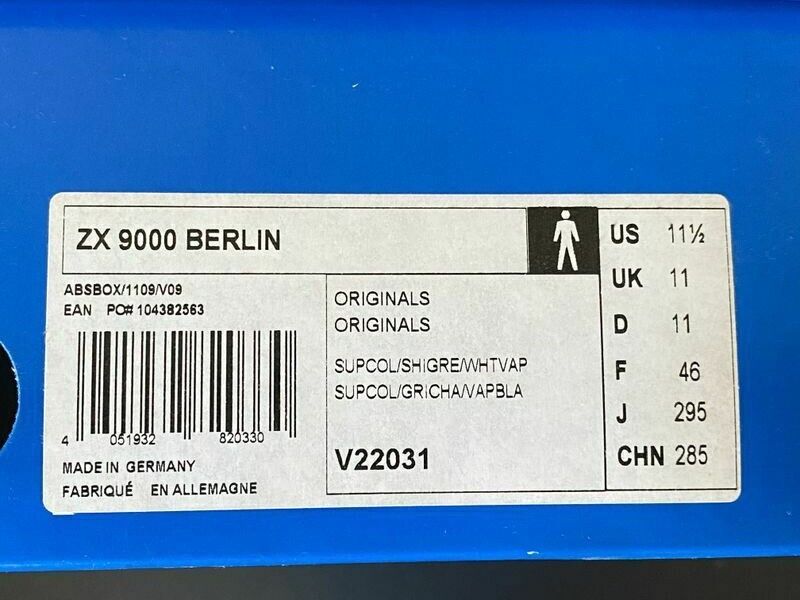 ZX 9000 BERLIN
ABSBOX/1109/V09
EAN PO# 104382563
4 051932 820330
MADE IN GERMANY
FABRIQUÉ EN ALLEMAGNE
ORIGINALS
ORIGINALS
SUPCOL/SHIGRE/WHTVAP
SUPCOL/GRICHA/VAPBLA
V22031
US 11½
UK 11
D 11
F 46
J 295
CHN 285